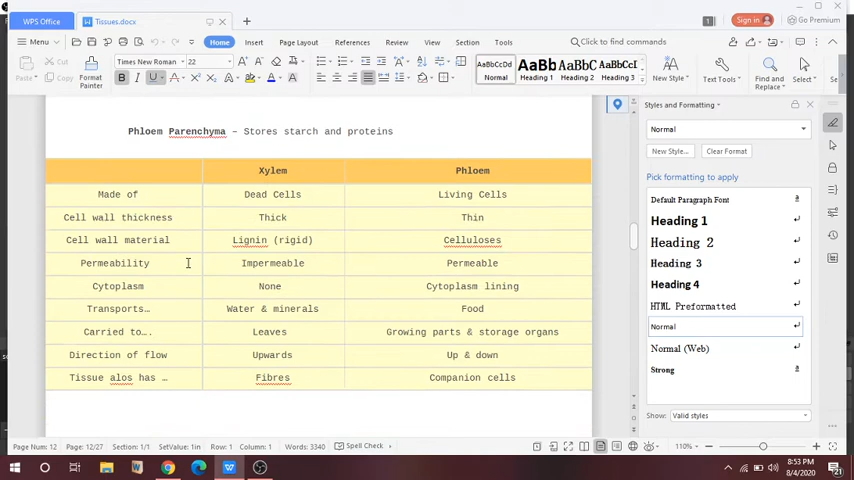 WPS Office
Tissues.docx
1
Sign in
Go Premium
Menu
Home
Insert
Page Layout
References
Review
View
Section
Tools
Click to find commands
Paste
Cut
Copy
Format Painter
Times New Roman
22
B I U
AaBbCcDd
Normal
AaBb
Heading 1
AaBbC
Heading 2
AaBbC
Heading 3
New Style...
Text Tools
Find and Replace
Select
Phloem Parenchyma – Stores starch and proteins
Xylem Phloem
Made of Dead Cells Living Cells
Cell wall thickness Thick Thin
Cell wall material Lignin (rigid) Celluloses
Permeability Impermeable Permeable
Cytoplasm None Cytoplasm lining
Transports… Water & minerals Food
Carried to…. Leaves Growing parts & storage organs
Direction of flow Upwards Up & down
Tissue alos has … Fibres Companion cells
Styles and Formatting
Normal
New Style...
Clear Format
Pick formatting to apply
Default Paragraph Font
Heading 1
Heading 2
Heading 3
Heading 4
HTML Preformatted
Normal
Normal (Web)
Strong
Show: Valid styles
Page Num: 12 Page: 12/27 Section: 1/1 SetValue:1in Row: 1 Column: 1 Words: 3340 Spell Check 110%
8:53 PM
8/4/2020
21